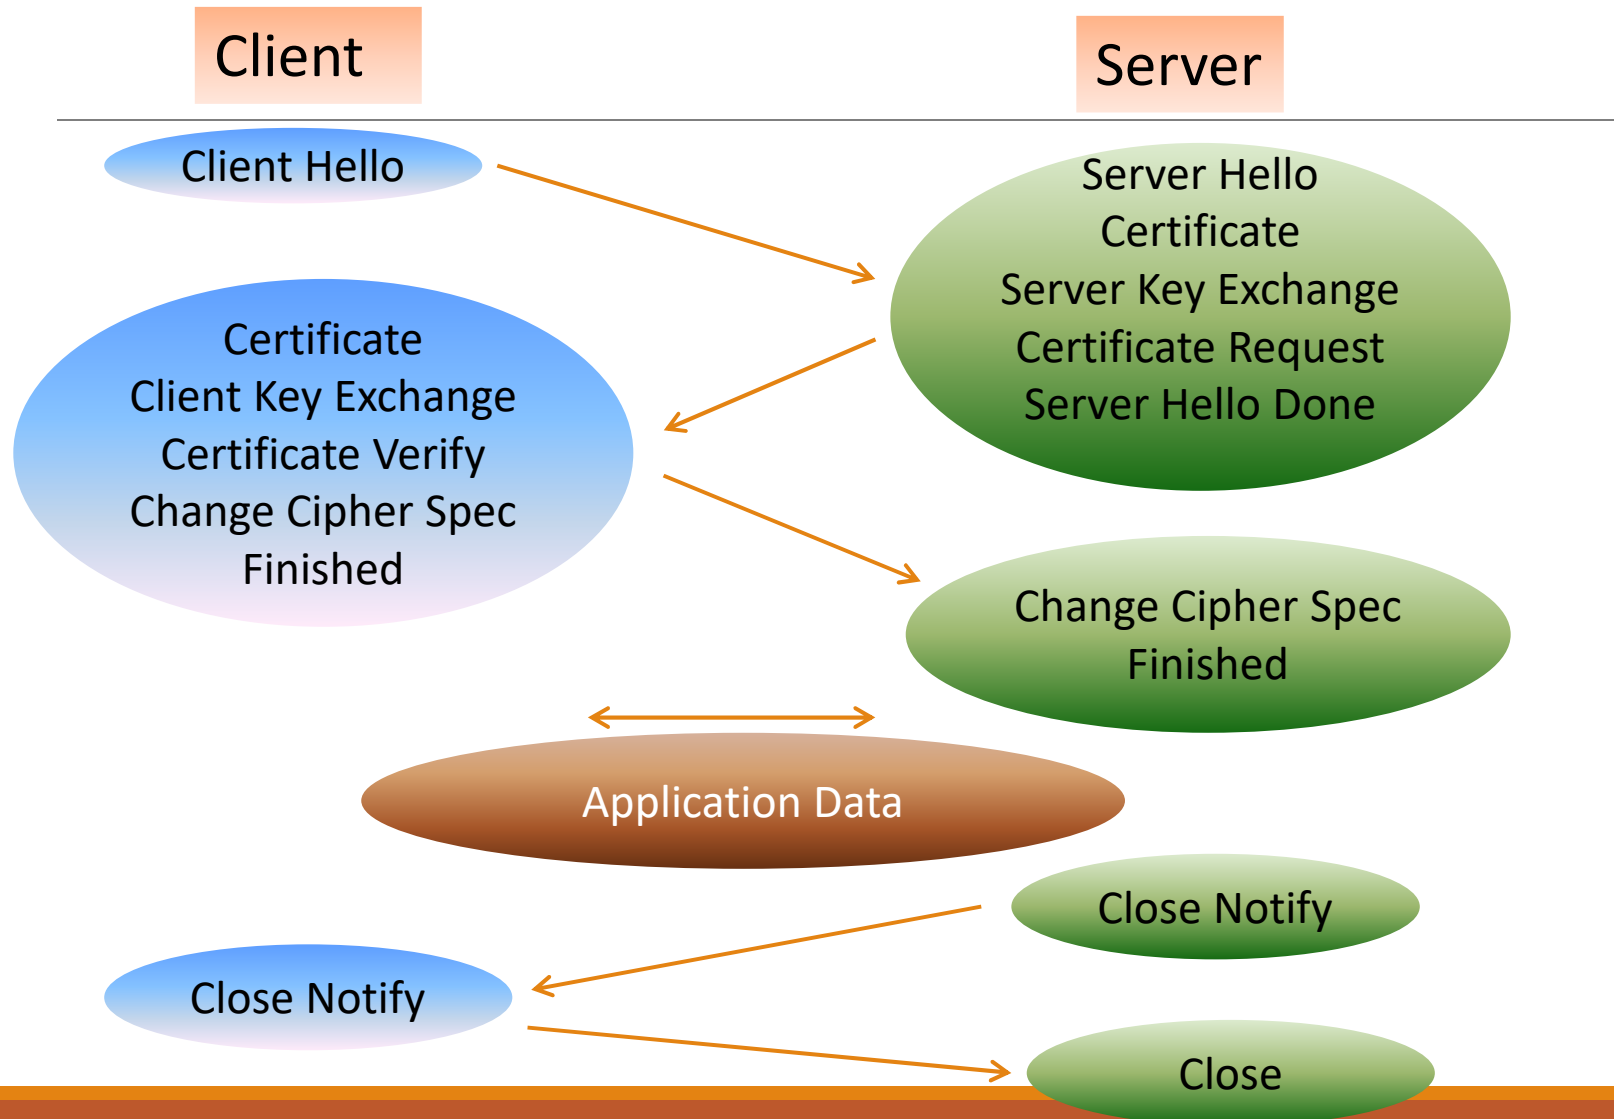 Client
Server
Client Hello
Server Hello
Certificate
Server Key Exchange
Certificate Request
Server Hello Done
Certificate
Client Key Exchange
Certificate Verify
Change Cipher Spec
Finished
Change Cipher Spec
Finished
Application Data
Close Notify
Close Notify
Close